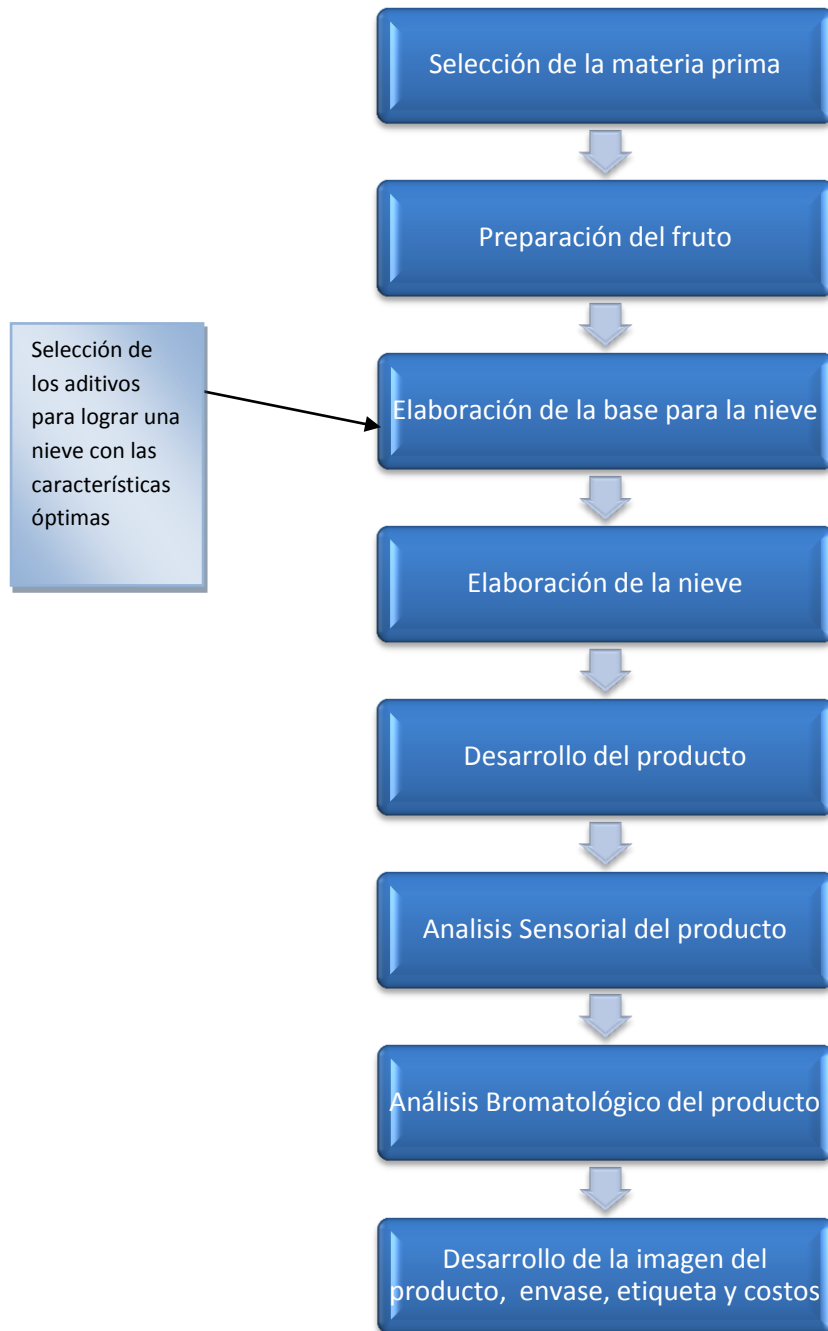 Selección de la materia prima
Preparación del fruto
Selección de
los aditivos
para lograr una
nieve con las
características
óptimas
Elaboración de la base para la nieve
Elaboración de la nieve
Desarrollo del producto
Analisis Sensorial del producto
Análisis Bromatológico del producto
Desarrollo de la imagen del
producto, envase, etiqueta y costos